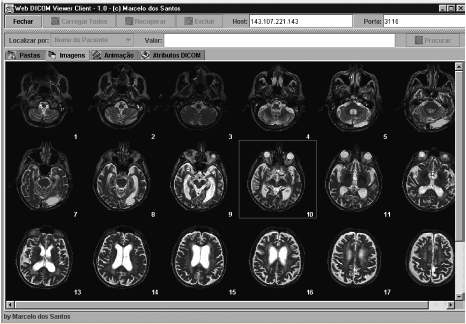 Web DICOM Viewer Client - 1.0 - (c) Marcelo dos Santos
Fechar Carregar Todos Recuperar Excluir Host: 143.107.221.143 Porta: 3110
Localizar por: Nome do Paciente Valor: Procurar
Pastas Imagens Animação Atributos DICOM
1 2 3 4 5
7 8 9 10 11
13 14 15 16 17
by Marcelo dos Santos